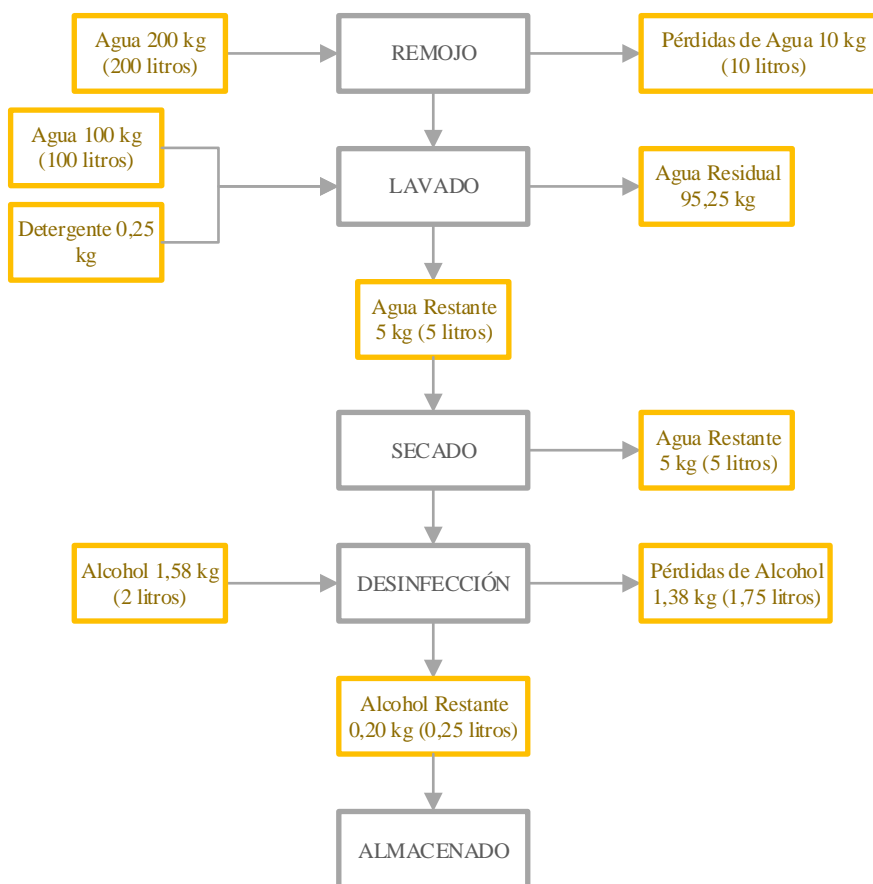 Agua 200 kg
(200 litros)
REMOJO
Pérdidas de Agua 10 kg
(10 litros)
Agua 100 kg
(100 litros)
Detergente 0,25
kg
LAVADO
Agua Residual
95,25 kg
Agua Restante
5 kg (5 litros)
SECADO
Agua Restante
5 kg (5 litros)
Alcohol 1,58 kg
(2 litros)
DESINFECCIÓN
Pérdidas de Alcohol
1,38 kg (1,75 litros)
Alcohol Restante
0,20 kg (0,25 litros)
ALMACENADO